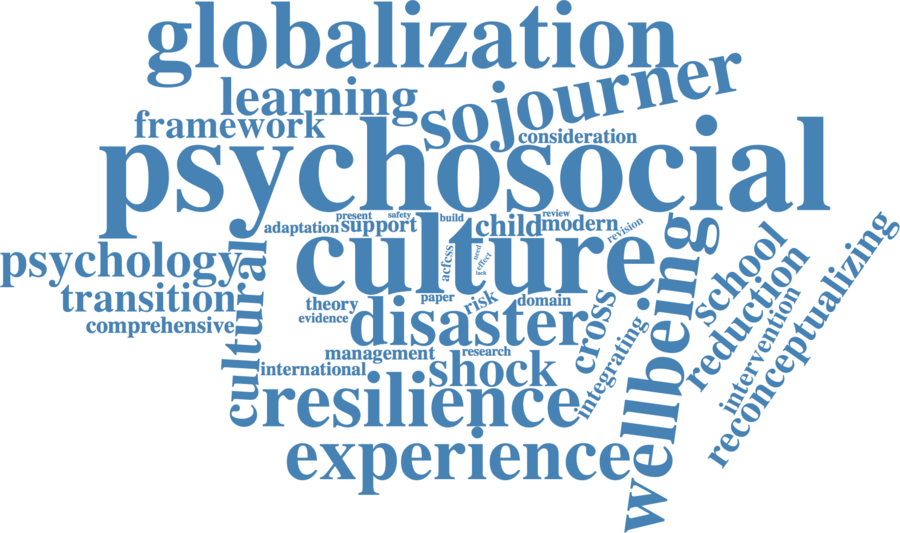 globalization
learning
sojourner
framework
consideration
psychosocial
present
safety
build
review
adaptation
support
child
modern
revision
culture
cultural
acfcss
need
effect
lack
psychology
transition
comprehensive
wellbeing
school
reduction
intervention
reconceptualizing
theory
paper
risk
domain
evidence
disaster
cross
integrating
management
research
international
shock
resilience
experience